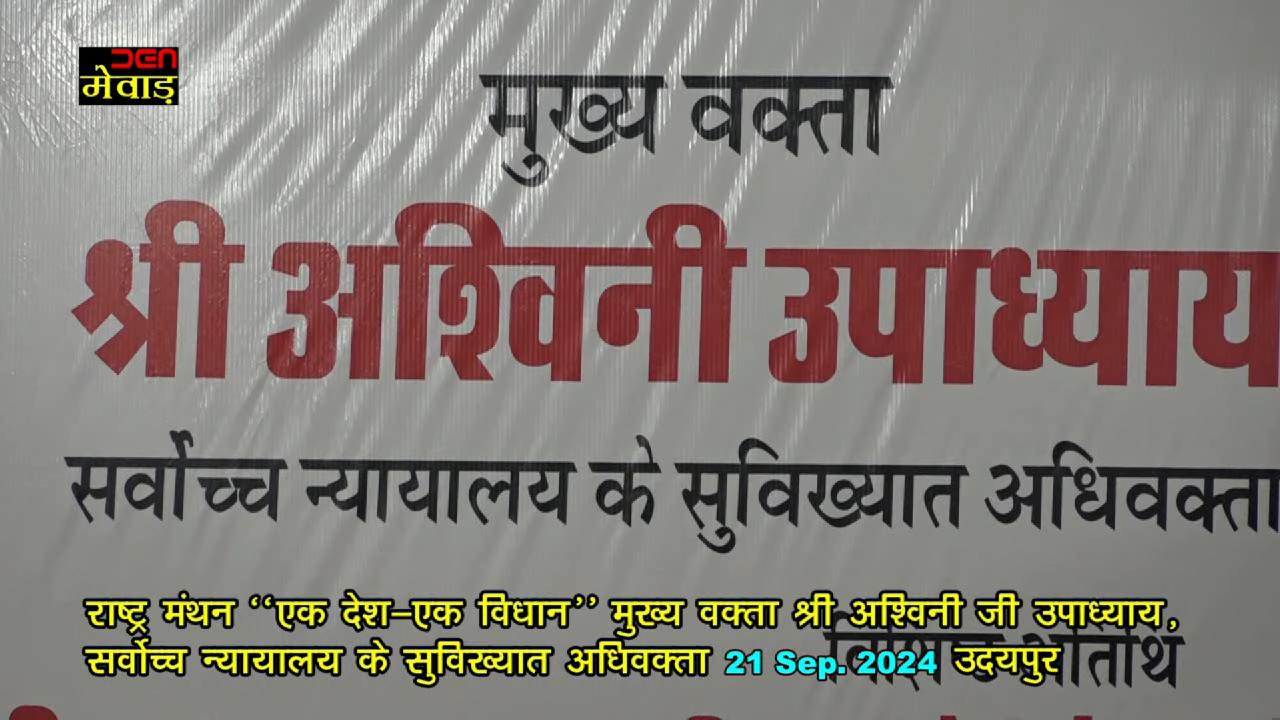 DEN
मेवाड़
मुख्य वक्ता
श्री अश्विनी उपाध्याय
सर्वोच्च न्यायालय के सुविख्यात अधिवक्ता
राष्ट्र मंथन ‘‘एक देश–एक विधान’’ मुख्य वक्ता श्री अश्विनी जी उपाध्याय,
सर्वोच्च न्यायालय के सुविख्यात अधिवक्ता 21 Sep. 2024 उदयपुर